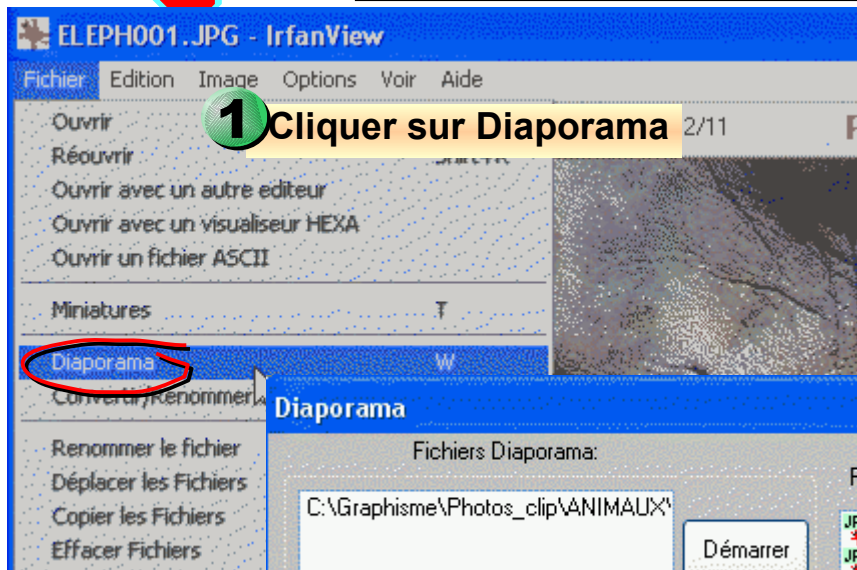 ELEPH001.JPG - IrfanView
Fichier Edition Image Options Voir Aide
Ouvrir
1 Cliquer sur Diaporama
2/11
Réouvrir
Ouvrir avec un autre editeur
Ouvrir avec un visualiseur HEXA
Ouvrir un fichier ASCII
Miniatures T
Diaporama W
Convertir/Renommer
Diaporama
Renommer le fichier
Déplacer les Fichiers
Copier les Fichiers
Effacer Fichiers
Fichiers Diaporama:
C:\Graphisme\Photos_clip\ANIMAUX\
Démarrer